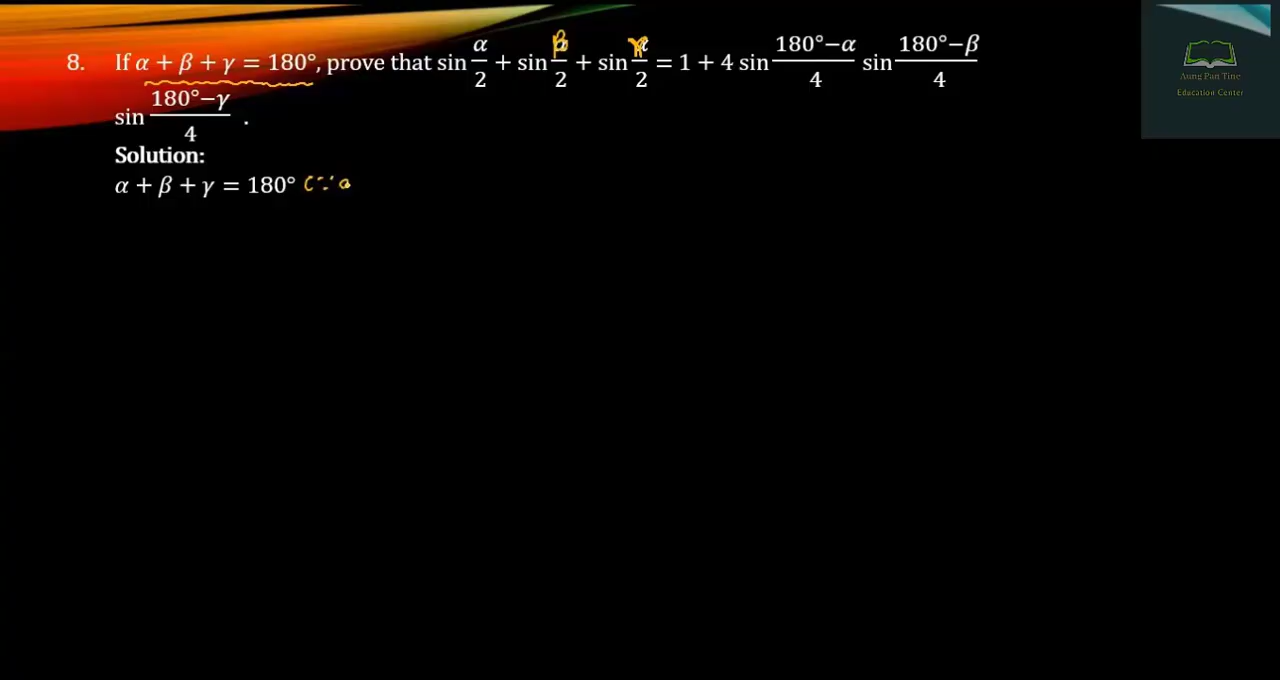 8. If α + β + γ = 180°, prove that sin α/2 + sin β/2 + sin γ/2 = 1 + 4 sin 180°−α/4 sin 180°−β/4
sin 180°−γ/4 .
Solution:
α + β + γ = 180° (∵ a
Aung Pan Tine
Education Center